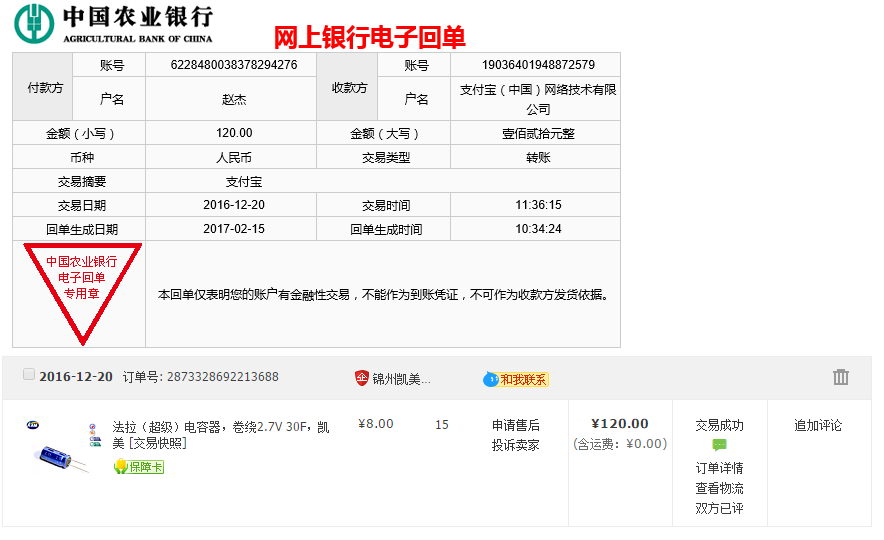 中国农业银行
AGRICULTURAL BANK OF CHINA
网上银行电子回单
付款方 账号 6228480038378294276 收款方 账号 19036401948872579
户名 赵杰 户名 支付宝（中国）网络技术有限
公司
金额（小写） 120.00 金额（大写） 壹佰贰拾元整
币种 人民币 交易类型 转账
交易摘要 支付宝
交易日期 2016-12-20 交易时间 11:36:15
回单生成日期 2017-02-15 回单生成时间 10:34:24
中国农业银行
电子回单
专用章
本回单仅表明您的账户有金融性交易，不能作为到账凭证，不可作为收款方发货依据。
2016-12-20 订单号: 2873328692213688 企 锦州凯美... 和我联系
法拉（超级）电容器，卷绕2.7V 30F，凯 ¥8.00 15 申请售后 ¥120.00 交易成功 追加评论
美 [交易快照] 投诉卖家 (含运费: ¥0.00)
保障卡 订单详情
查看物流
双方已评